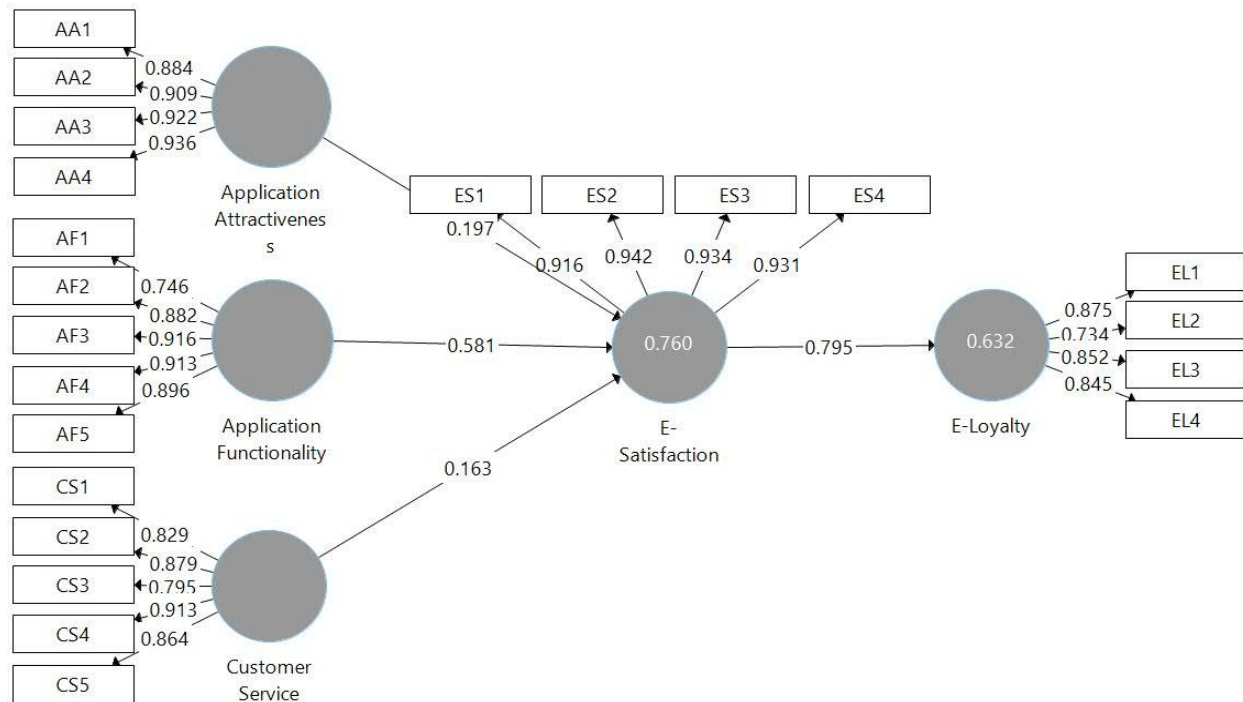 AA1
0.884
AA2
0.909
AA3
0.922
AA4
0.936
Application
Attractivenes
s
AF1
0.746
AF2
0.882
AF3
0.916
AF4
0.913
AF5
0.896
Application
Functionality
CS1
0.829
CS2
0.879
CS3
0.795
CS4
0.913
CS5
0.864
Customer
Service
0.197
0.581
0.163
ES1
ES2
ES3
ES4
0.916
0.942
0.934
0.931
0.760
E-
Satisfaction
0.795
0.632
E-Loyalty
EL1
0.875
EL2
0.734
EL3
0.852
EL4
0.845